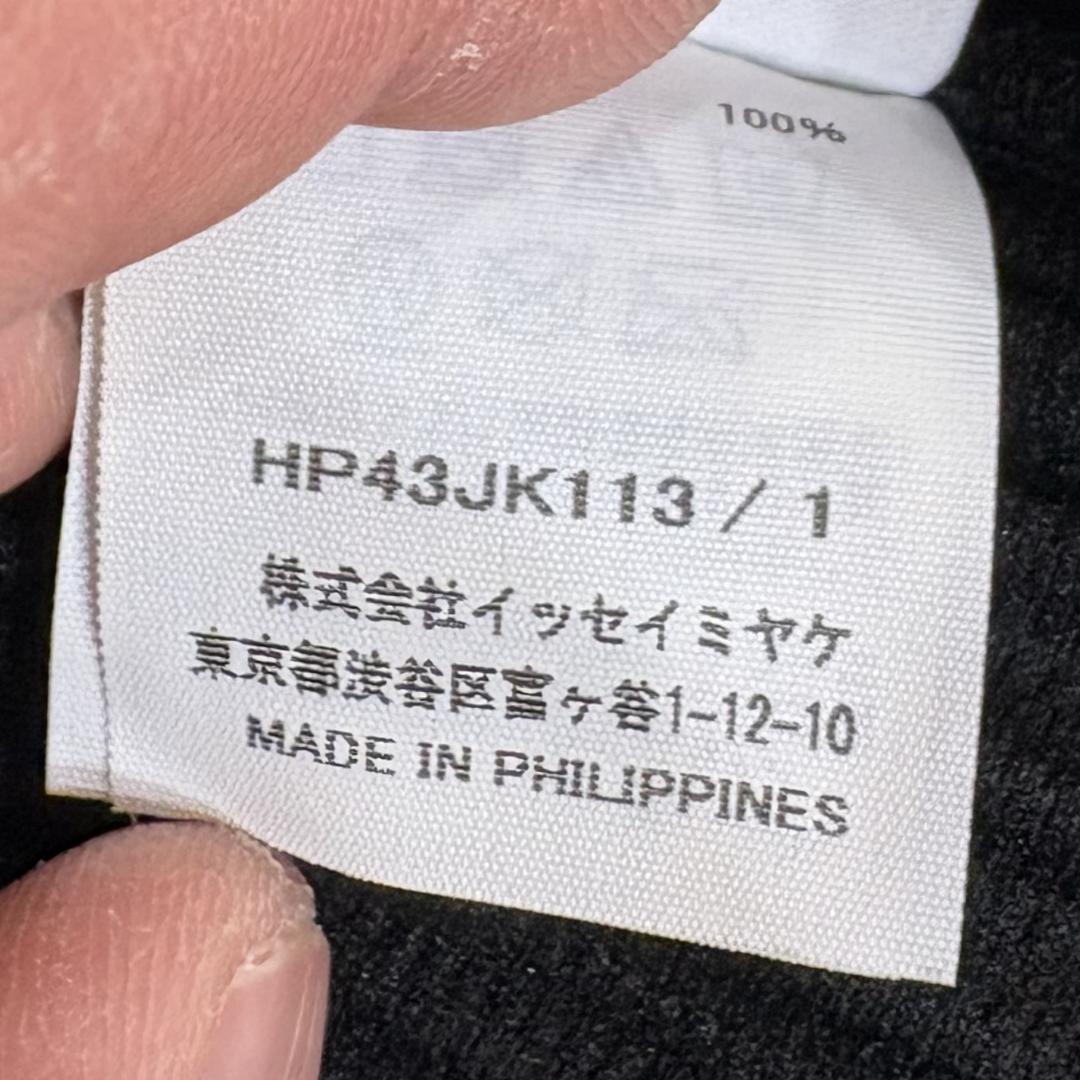 100%
HP43JK113 / 1
株式会社イッセイミヤケ
東京都渋谷区富ヶ谷1-12-10
MADE IN PHILIPPINES